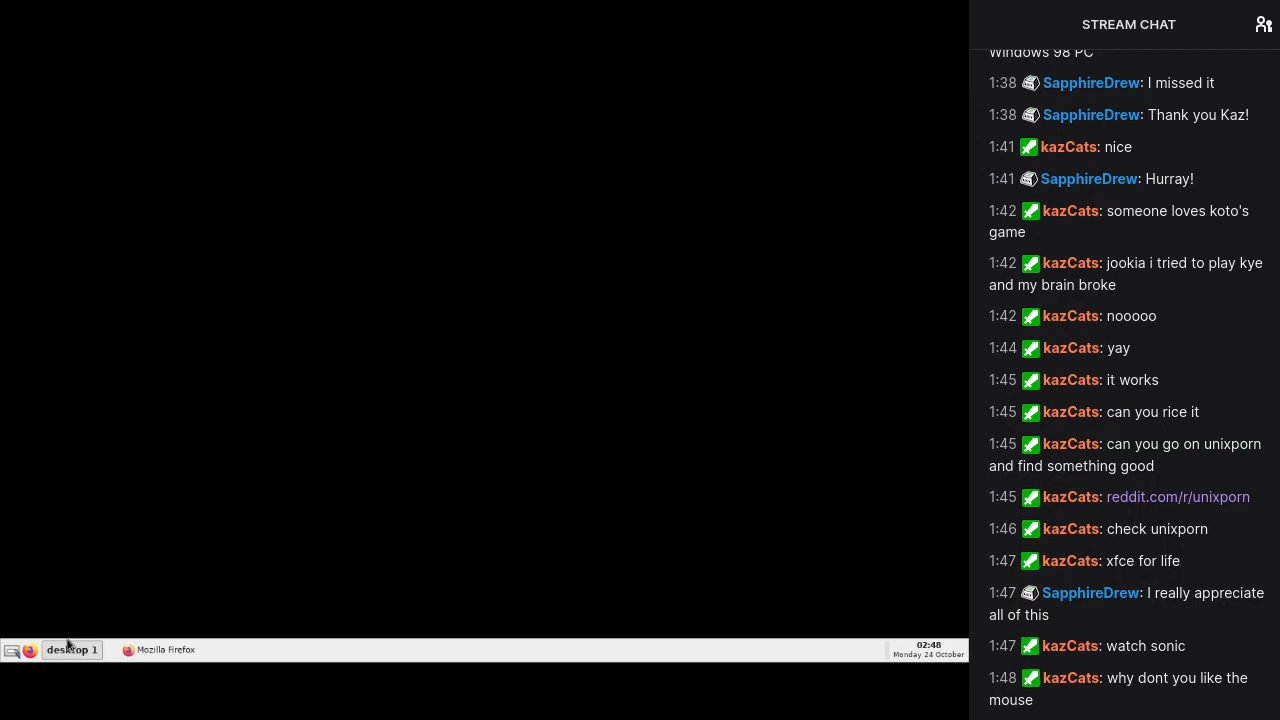 STREAM CHAT
Windows 98 PC
1:38 SapphireDrew: I missed it
1:38 SapphireDrew: Thank you Kaz!
1:41 kazCats: nice
1:41 SapphireDrew: Hurray!
1:42 kazCats: someone loves koto's
game
1:42 kazCats: jookia i tried to play kye
and my brain broke
1:42 kazCats: nooooo
1:44 kazCats: yay
1:45 kazCats: it works
1:45 kazCats: can you rice it
1:45 kazCats: can you go on unixporn
and find something good
1:45 kazCats: reddit.com/r/unixporn
1:46 kazCats: check unixporn
1:47 kazCats: xfce for life
1:47 SapphireDrew: I really appreciate
all of this
1:47 kazCats: watch sonic
1:48 kazCats: why dont you like the
mouse
desktop 1
Mozilla Firefox
02:48
Monday 24 October